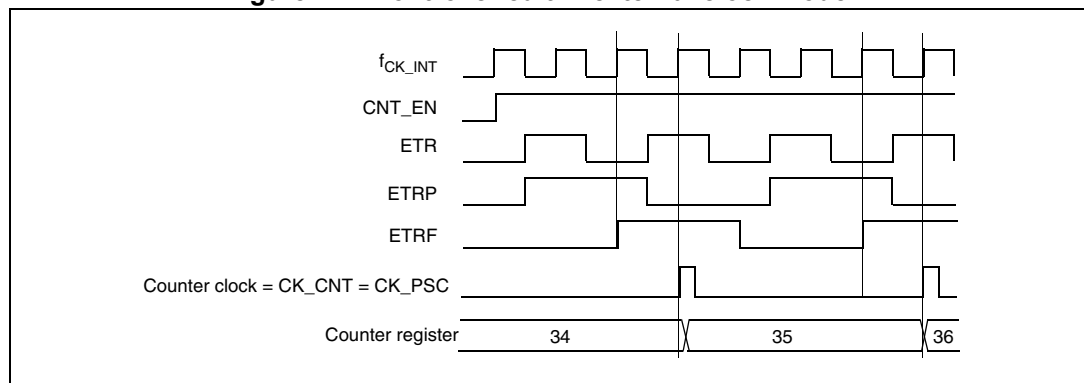 f_CK_INT
CNT_EN
ETR
ETRP
ETRF
Counter clock = CK_CNT = CK_PSC
Counter register 34 35 36